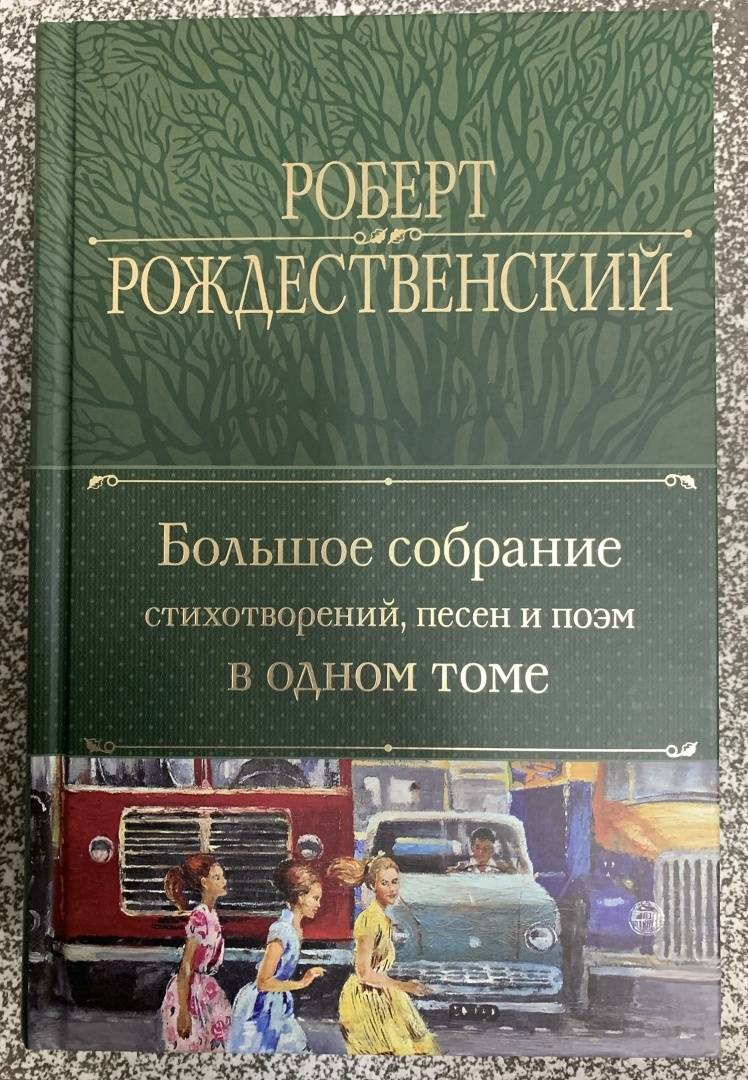 РОБЕРТ
РОЖДЕСТВЕНСКИЙ
Большое собрание
стихотворений, песен и поэм
в одном томе